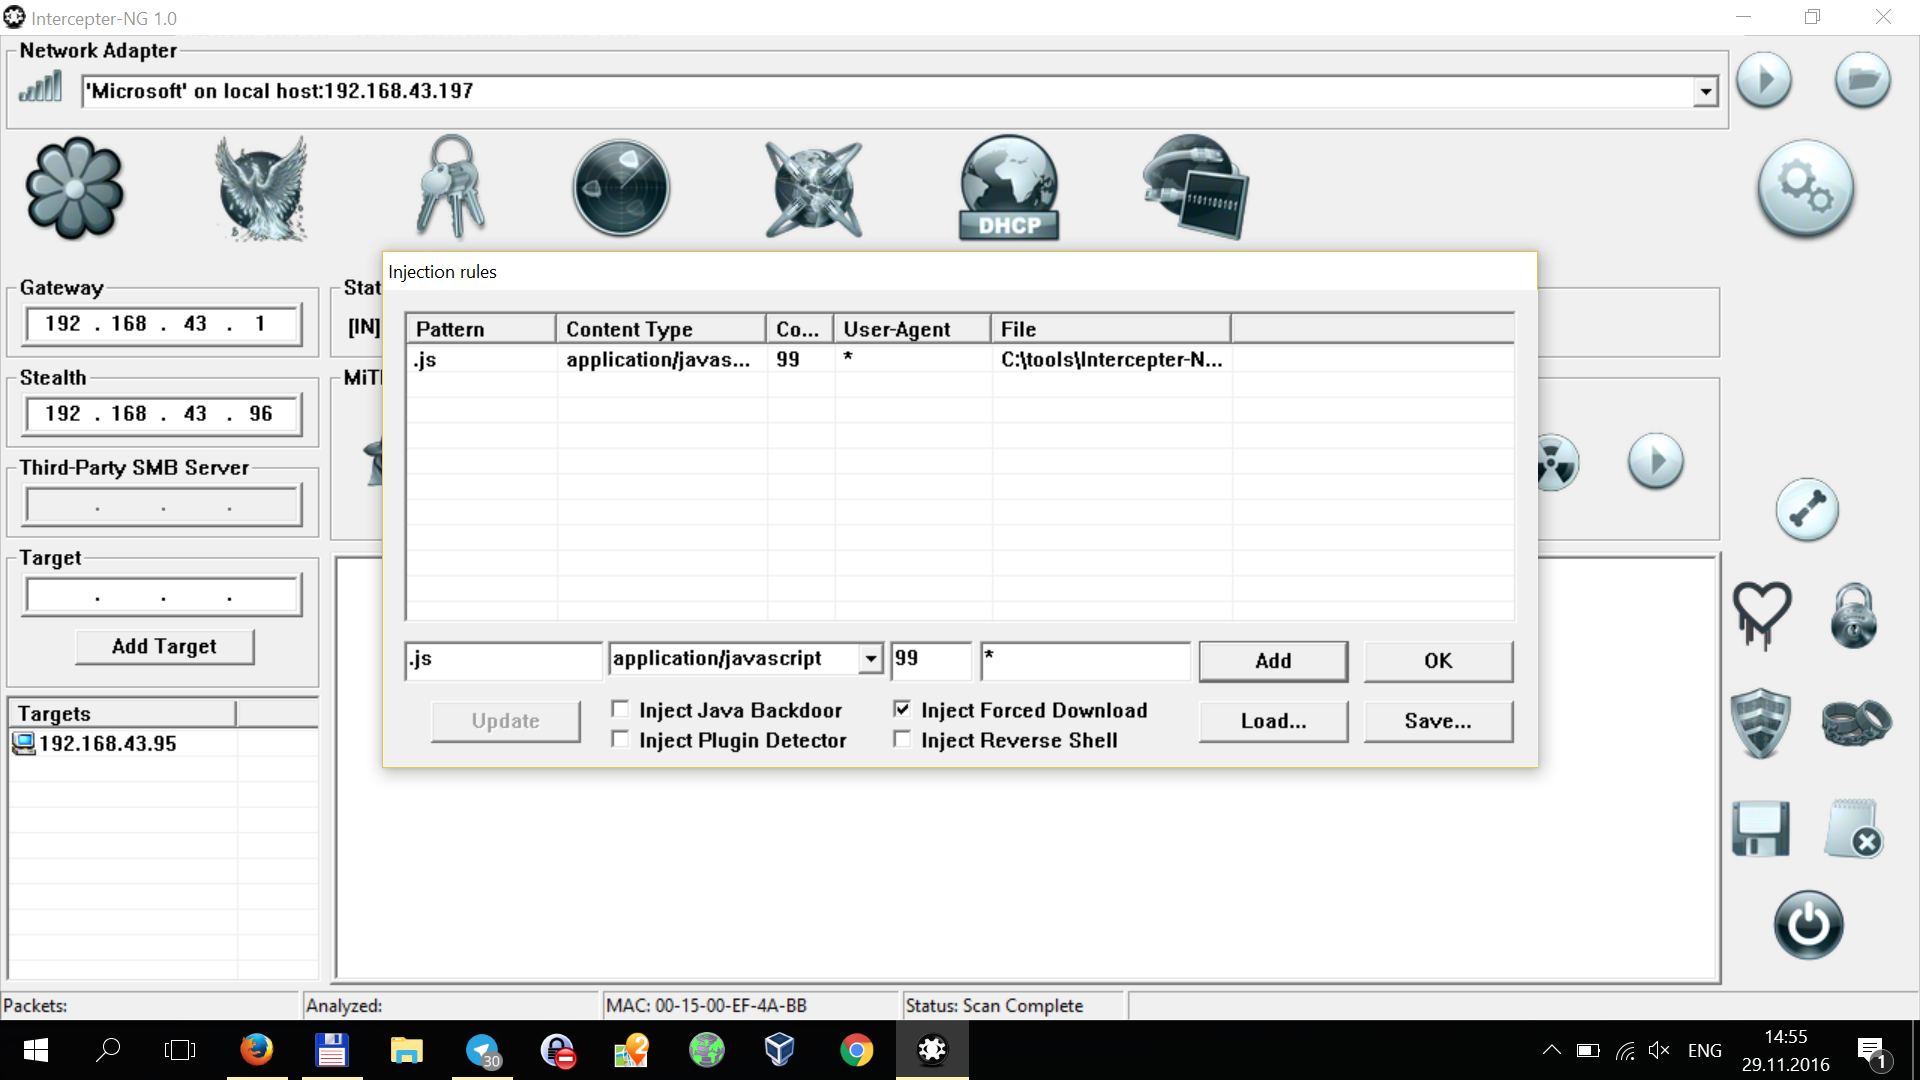 Intercepter-NG 1.0
Network Adapter
'Microsoft' on local host:192.168.43.197
DHCP
1101100101
Gateway
192 . 168 . 43 . 1
Stat
[IN]
Stealth
192 . 168 . 43 . 96
MiT
Third-Party SMB Server
. . .
Target
. . .
Add Target
Targets
192.168.43.95
Injection rules
Pattern Content Type Co... User-Agent File
.js application/javas... 99 * C:\tools\Intercepter-N...
.js application/javascript 99 * Add OK
Update Inject Java Backdoor Inject Forced Download Load... Save...
Inject Plugin Detector Inject Reverse Shell
Packets: Analyzed: MAC: 00-15-00-EF-4A-BB Status: Scan Complete
30 2 ENG 14:55
29.11.2016 1